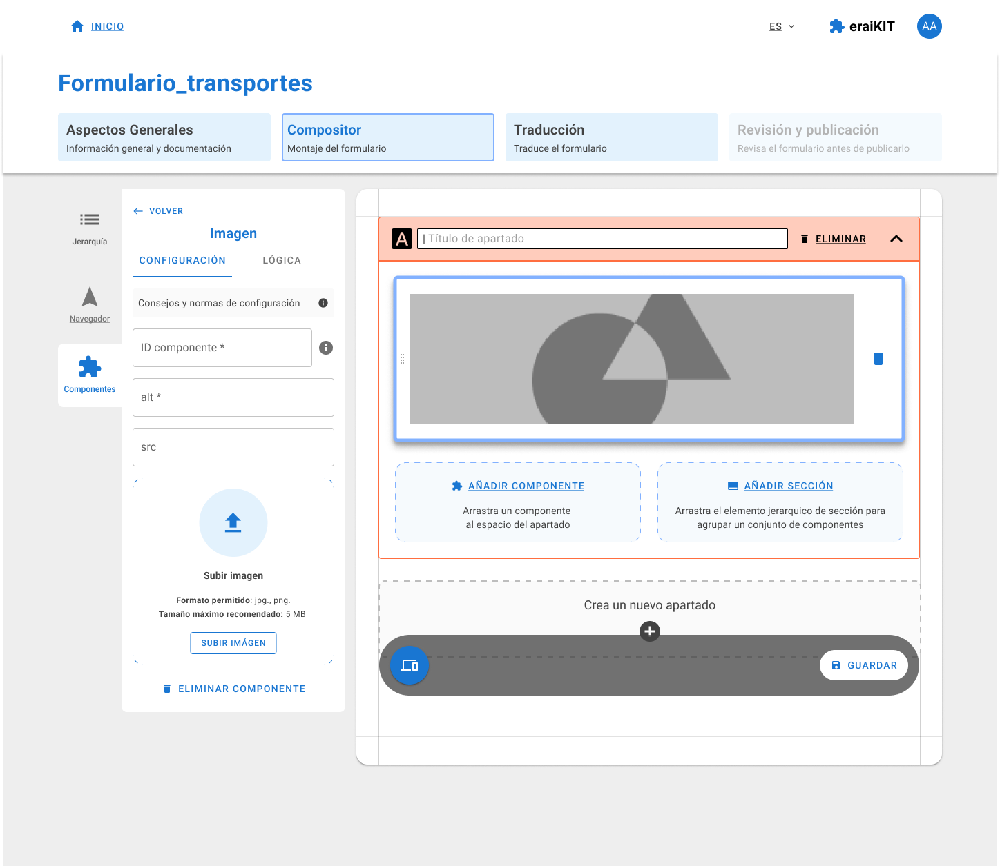 INICIO
ES
eraiKIT
AA
Formulario_transportes
Aspectos Generales
Información general y documentación
Compositor
Montaje del formulario
Traducción
Traduce el formulario
Revisión y publicación
Revisa el formulario antes de publicarlo
Jerarquía
Navegador
Componentes
VOLVER
Imagen
CONFIGURACIÓN
LÓGICA
Consejos y normas de configuración
ID componente *
alt *
src
Subir imagen
Formato permitido: jpg., png.
Tamaño máximo recomendado: 5 MB
SUBIR IMÁGEN
ELIMINAR COMPONENTE
A
Título de apartado
ELIMINAR
AÑADIR COMPONENTE
Arrastra un componente
al espacio del apartado
AÑADIR SECCIÓN
Arrastra el elemento jerarquico de sección para
agrupar un conjunto de componentes
Crea un nuevo apartado
GUARDAR